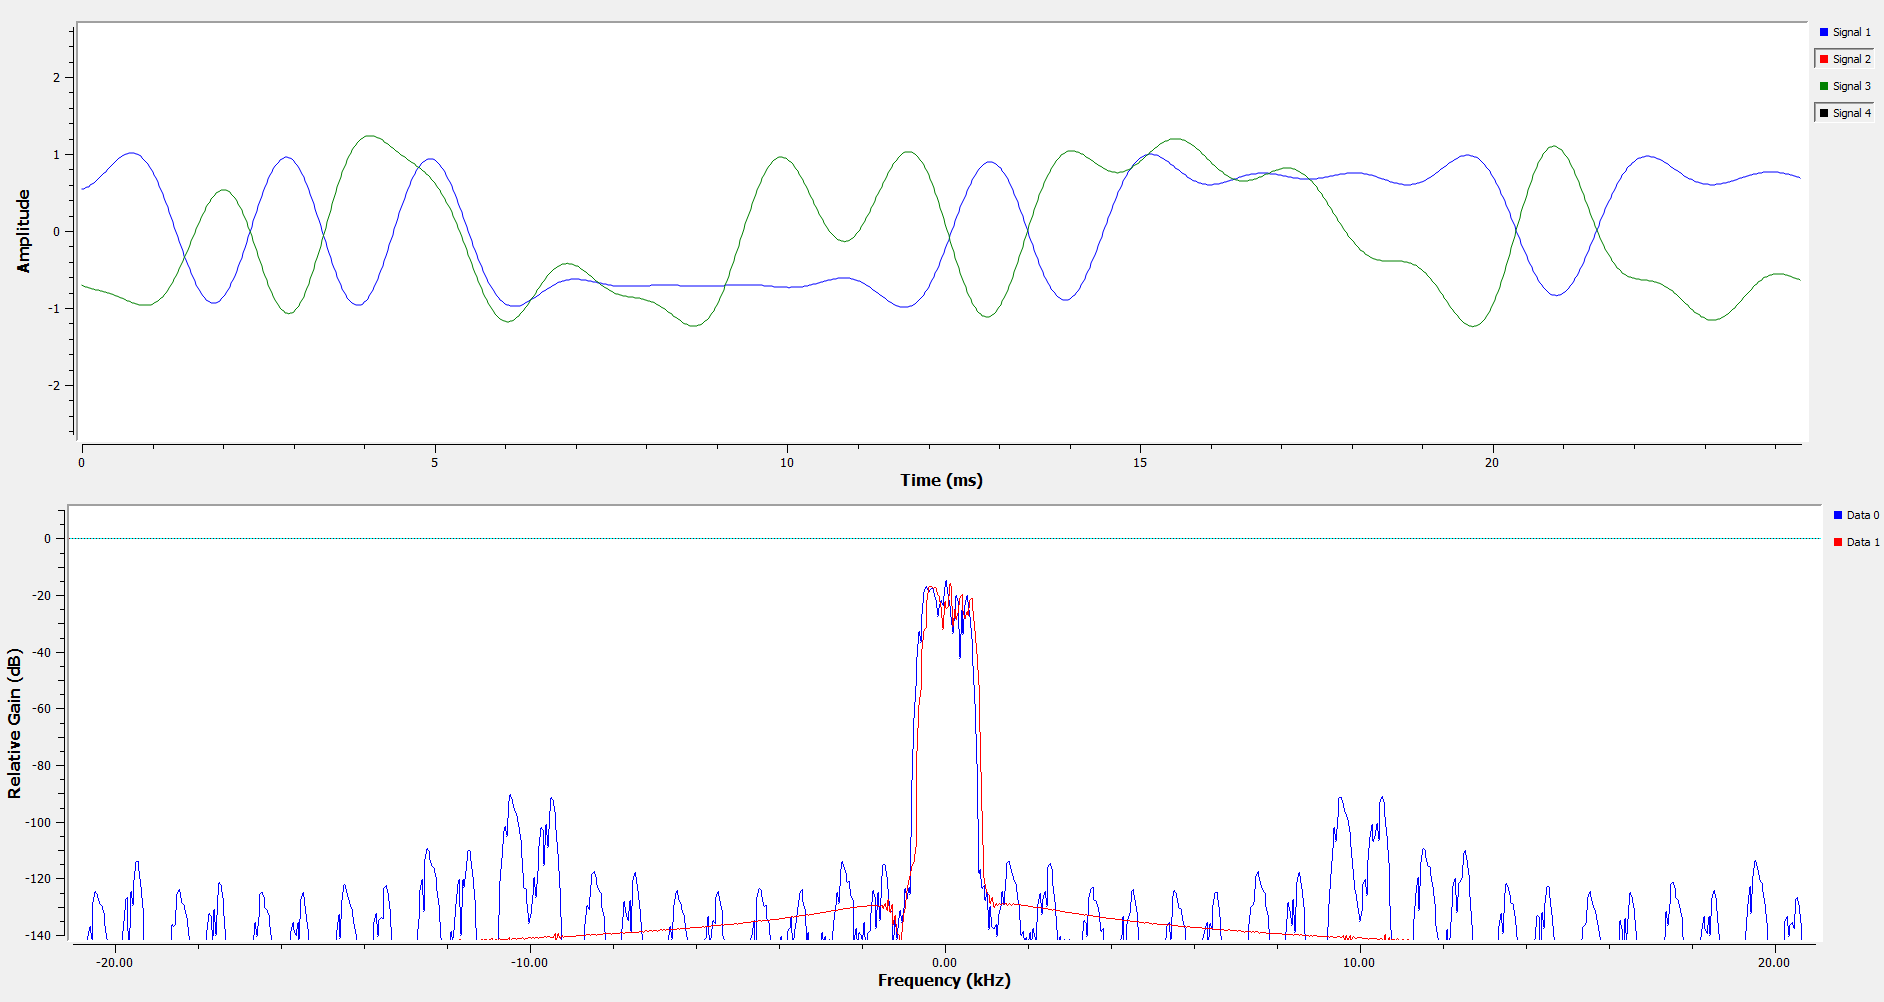 2
1
0
-1
-2
Amplitude
0
5
10
15
20
Time (ms)
Signal 1
Signal 2
Signal 3
Signal 4
0
-20
-40
-60
-80
-100
-120
-140
Relative Gain (dB)
-20.00
-10.00
0.00
10.00
20.00
Frequency (kHz)
Data 0
Data 1